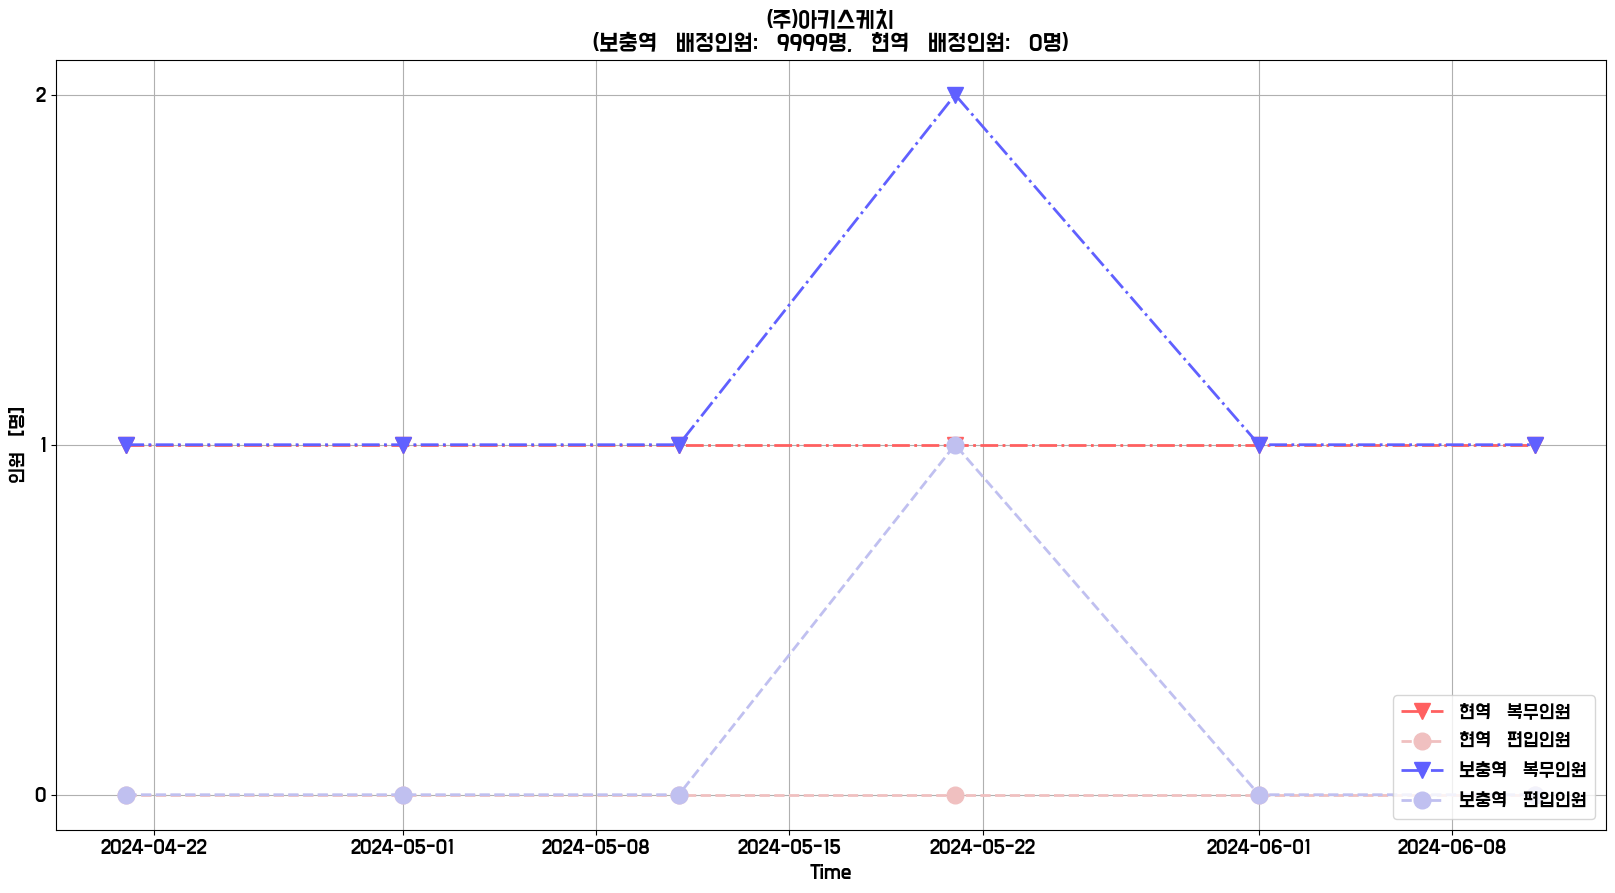 (주)아키스케치
(보충역 배정인원: 9999명, 현역 배정인원: 0명)
인원 [명]
2
1
0
현역 복무인원
현역 편입인원
보충역 복무인원
보충역 편입인원
2024-04-22 2024-05-01 2024-05-08 2024-05-15 2024-05-22 2024-06-01 2024-06-08
Time